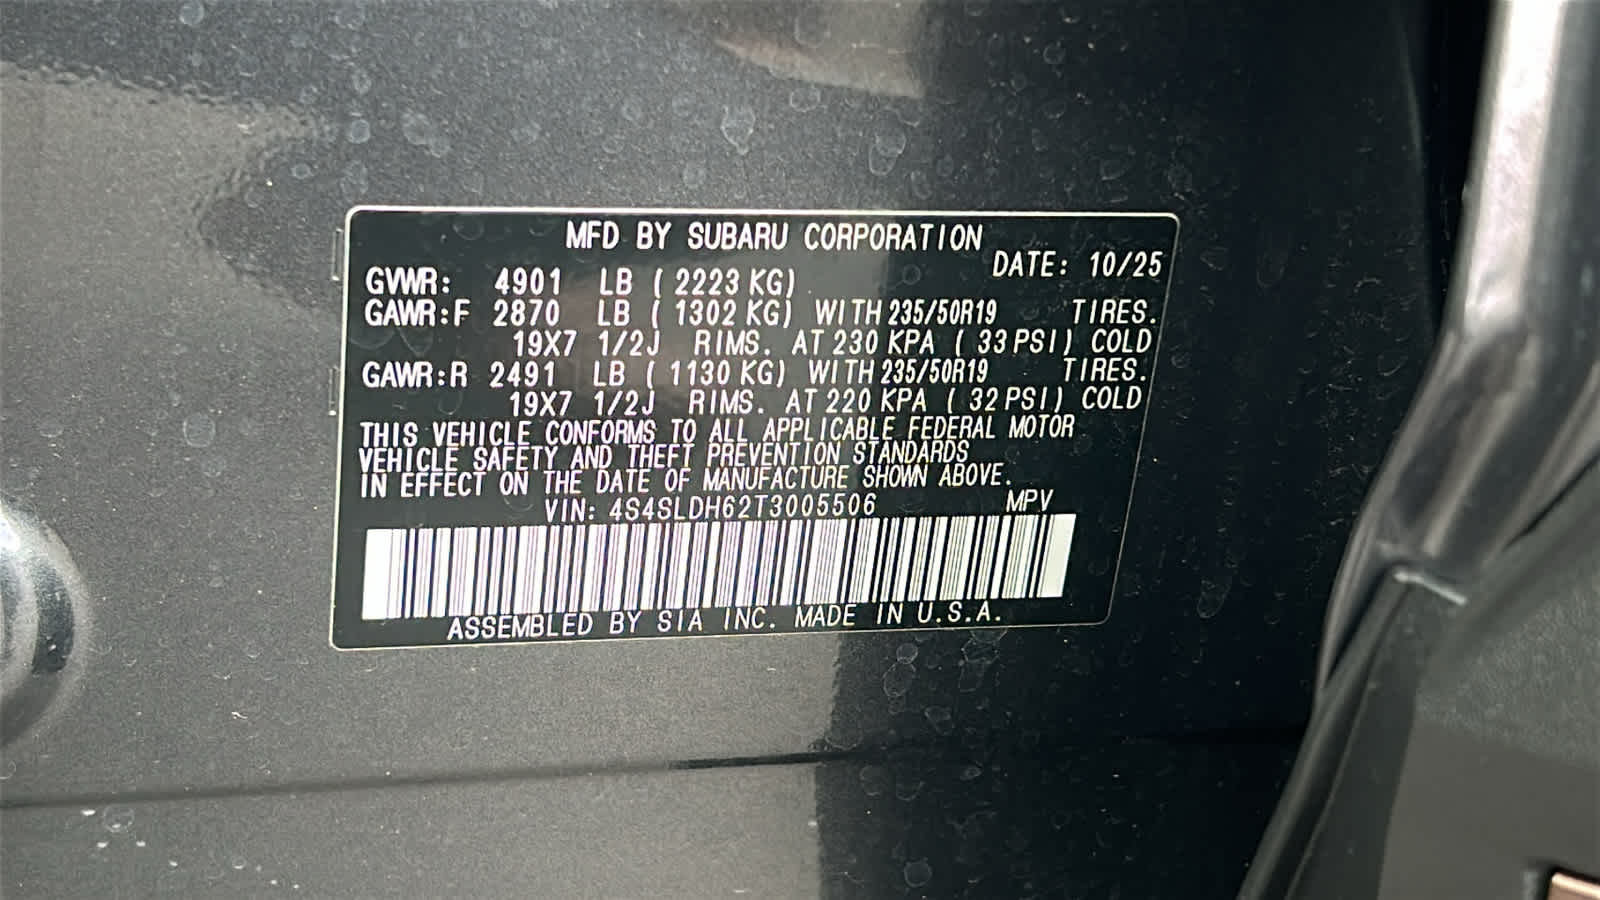 MFD BY SUBARU CORPORATION
DATE: 10/25
GVWR: 4901 LB ( 2223 KG)
GAWR:F 2870 LB ( 1302 KG) WITH 235/50R19 TIRES.
19X7 1/2J RIMS. AT 230 KPA ( 33 PSI) COLD
GAWR:R 2491 LB ( 1130 KG) WITH 235/50R19 TIRES.
19X7 1/2J RIMS. AT 220 KPA ( 32 PSI) COLD
THIS VEHICLE CONFORMS TO ALL APPLICABLE FEDERAL MOTOR
VEHICLE SAFETY AND THEFT PREVENTION STANDARDS
IN EFFECT ON THE DATE OF MANUFACTURE SHOWN ABOVE.
VIN: 4S4SLDH62T3005506 MPV
ASSEMBLED BY SIA INC. MADE IN U.S.A.